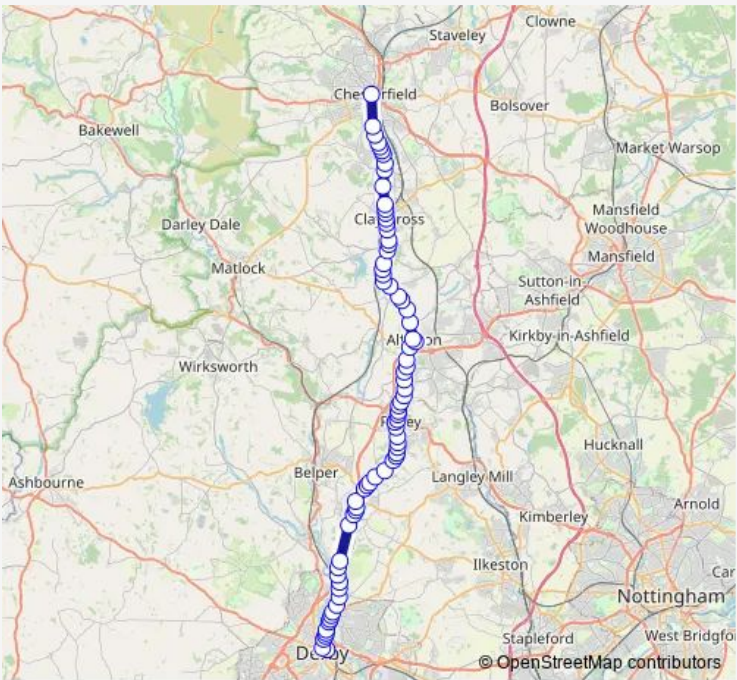 Clowne
Staveley
Chesterfield
Bolsover
Bakewell
Market Warsop
Mansfield
Woodhouse
Darley Dale
Clay Cross
Mansfield
Matlock
Sutton-in-
Ashfield
Kirkby-in-Ashfield
Alfreton
Wirksworth
Ripley
Hucknall
Belper
Langley Mill
Ashbourne
Arnold
Kimberley
Ilkeston
Car
Nottingham
Stapleford
West Bridgfo
Derby
© OpenStreetMap contributors